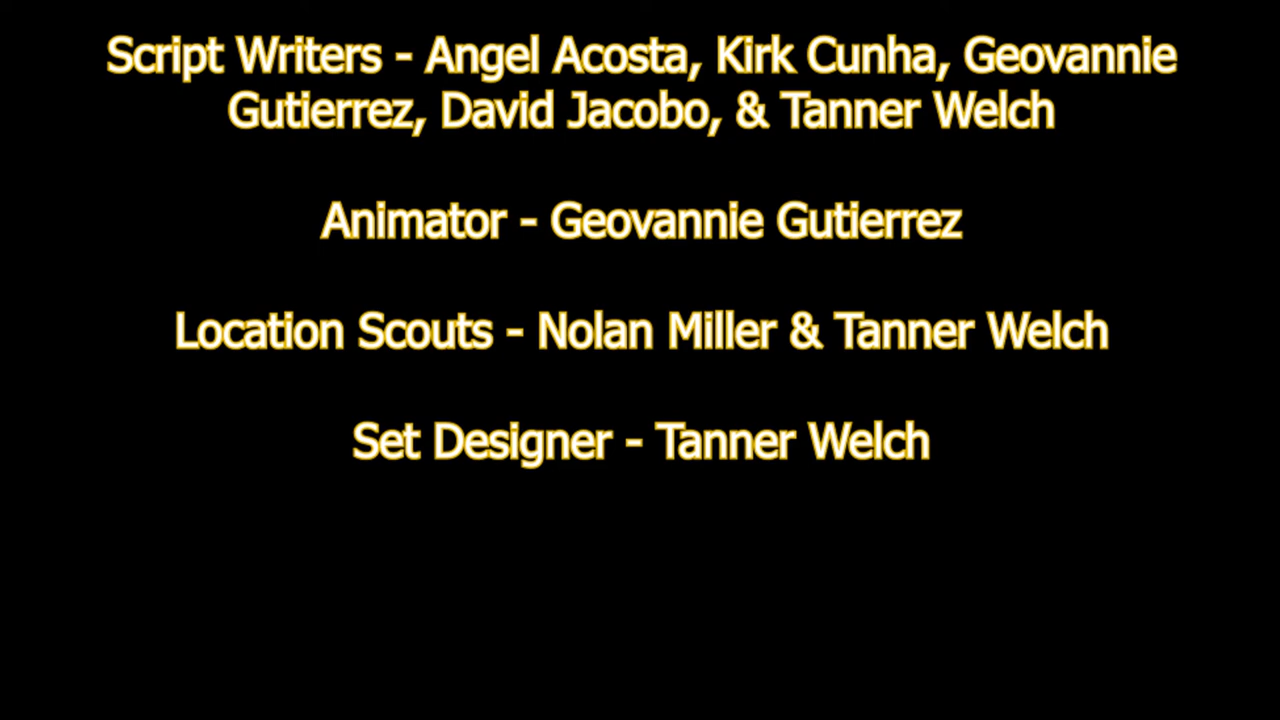 Script Writers - Angel Acosta, Kirk Cunha, Geovannie
Gutierrez, David Jacobo, & Tanner Welch
Animator - Geovannie Gutierrez
Location Scouts - Nolan Miller & Tanner Welch
Set Designer - Tanner Welch